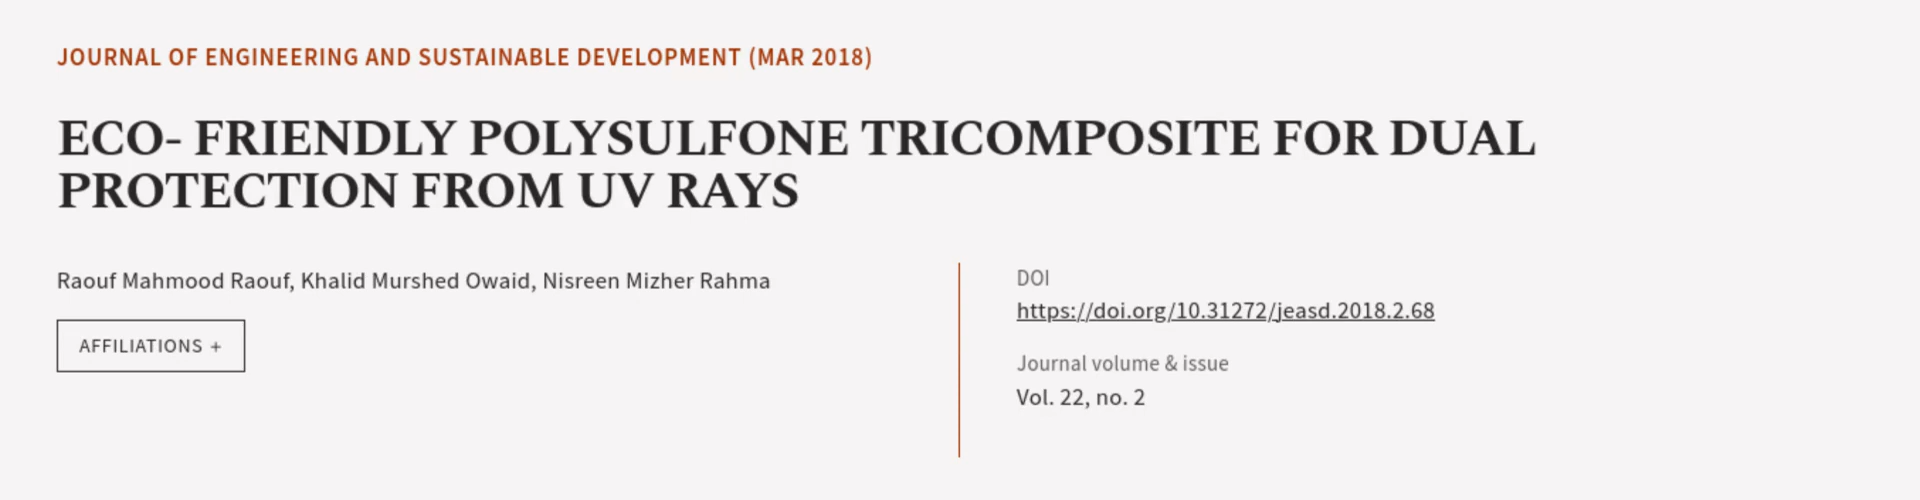 JOURNAL OF ENGINEERING AND SUSTAINABLE DEVELOPMENT (MAR 2018)
ECO- FRIENDLY POLYSULFONE TRICOMPOSITE FOR DUAL
PROTECTION FROM UV RAYS
Raouf Mahmood Raouf, Khalid Murshed Owaid, Nisreen Mizher Rahma
AFFILIATIONS +
DOI
https://doi.org/10.31272/jeasd.2018.2.68
Journal volume & issue
Vol. 22, no. 2